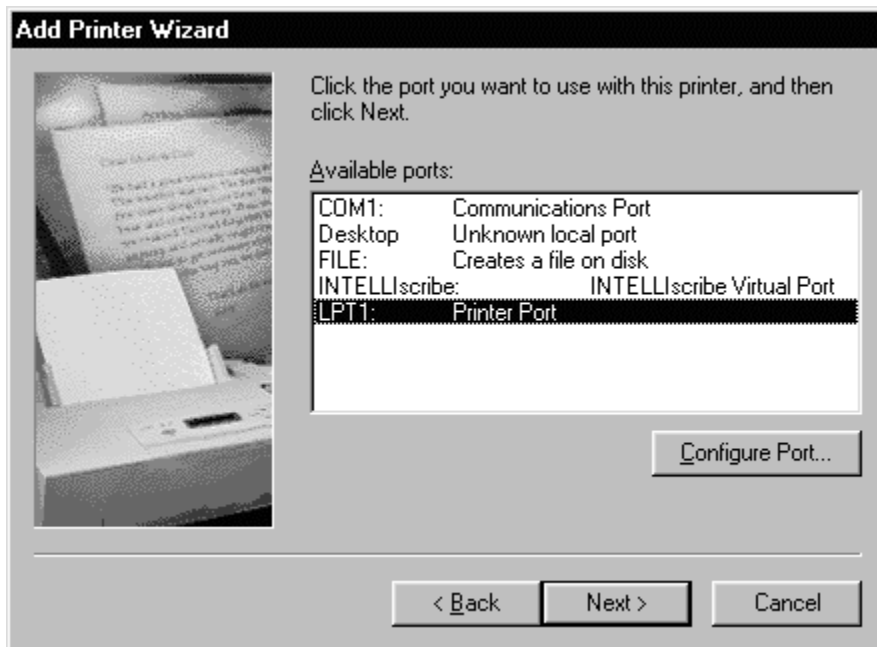 Add Printer Wizard
Click the port you want to use with this printer, and then
click Next.
Available ports:
COM1: Communications Port
Desktop Unknown local port
FILE: Creates a file on disk
INTELLIscribe: INTELLIscribe Virtual Port
LPT1: Printer Port
Configure Port...
< Back Next > Cancel